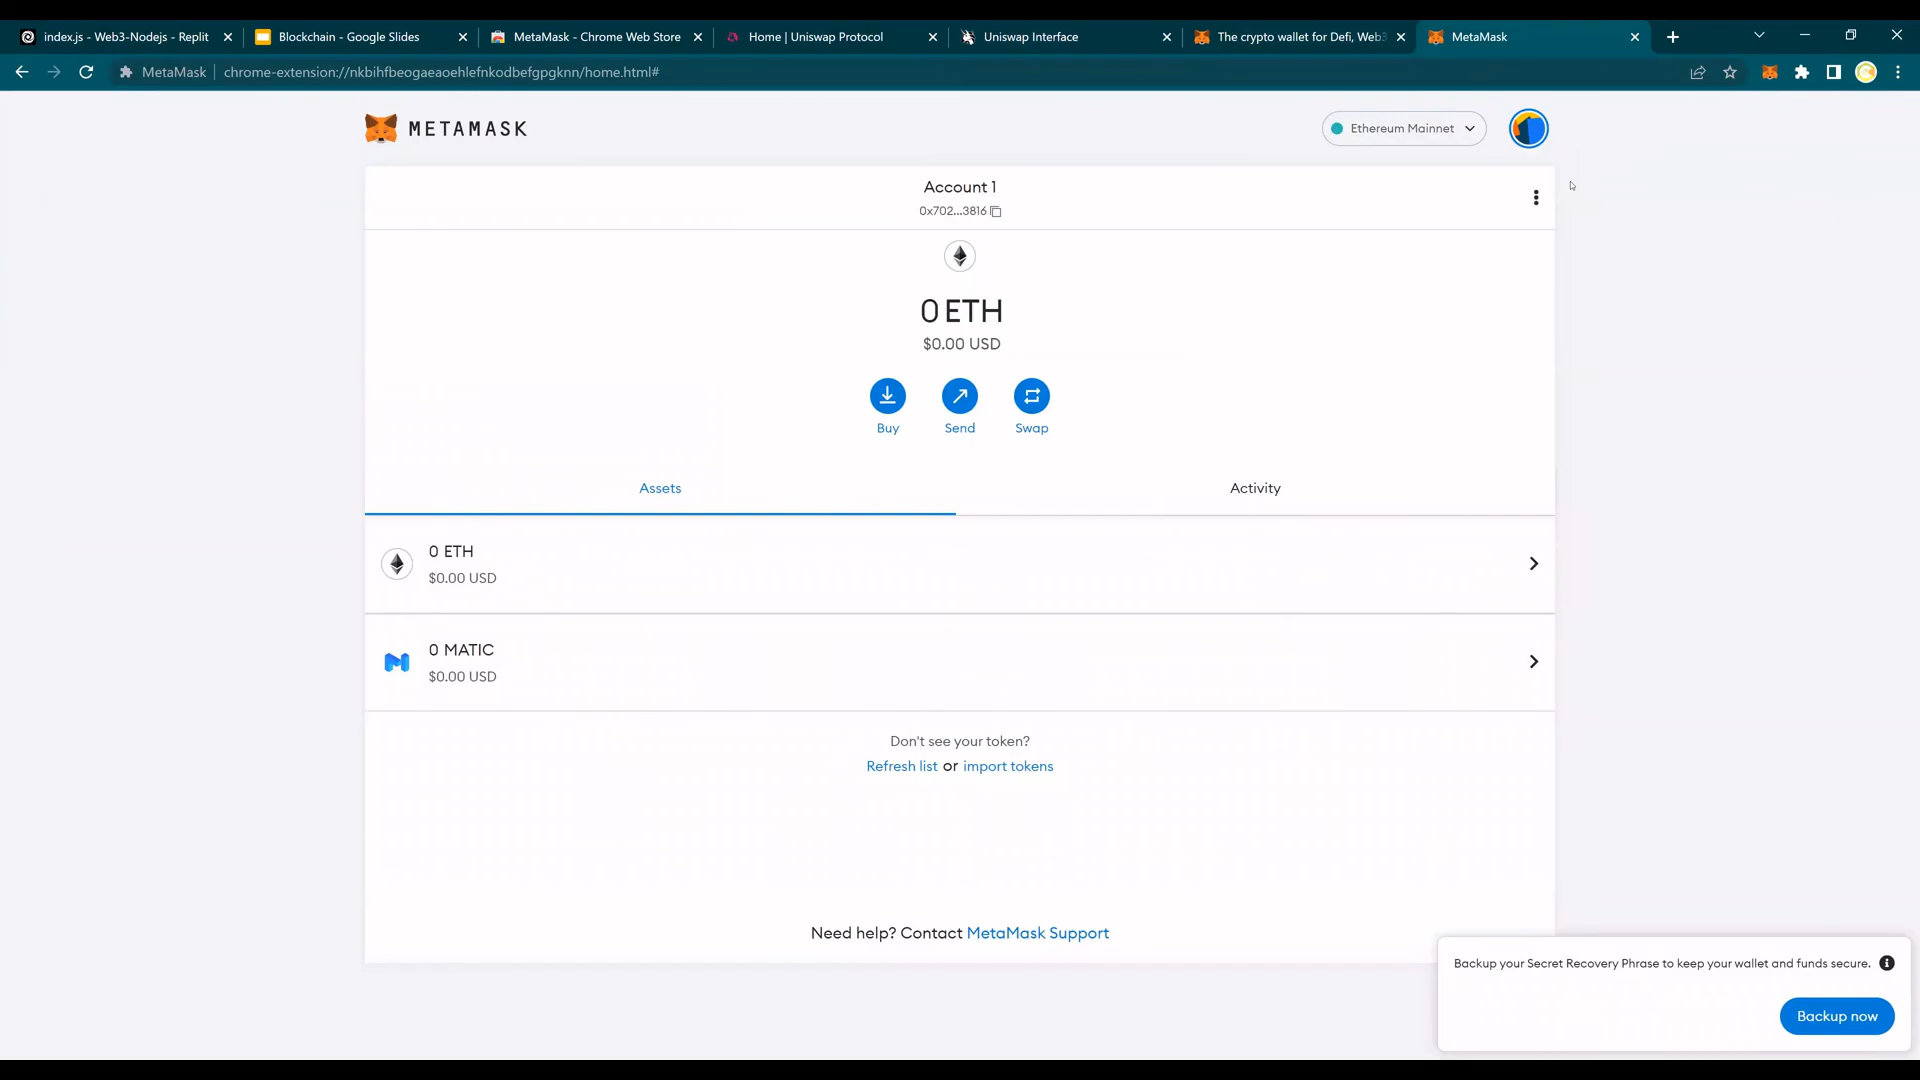 index.js - Web3-Nodejs - Replit
Blockchain - Google Slides
MetaMask - Chrome Web Store
Home | Uniswap Protocol
Uniswap Interface
The crypto wallet for Defi, Web3
MetaMask
MetaMask
chrome-extension://nkbihfbeogaeaoehlefnkodbefgpgknn/home.html#
METAMASK
Ethereum Mainnet
Account 1
0x702...3816
0 ETH
$0.00 USD
Buy
Send
Swap
Assets
Activity
0 ETH
$0.00 USD
0 MATIC
$0.00 USD
Don't see your token?
Refresh list or import tokens
Need help? Contact MetaMask Support
Backup your Secret Recovery Phrase to keep your wallet and funds secure.
Backup now